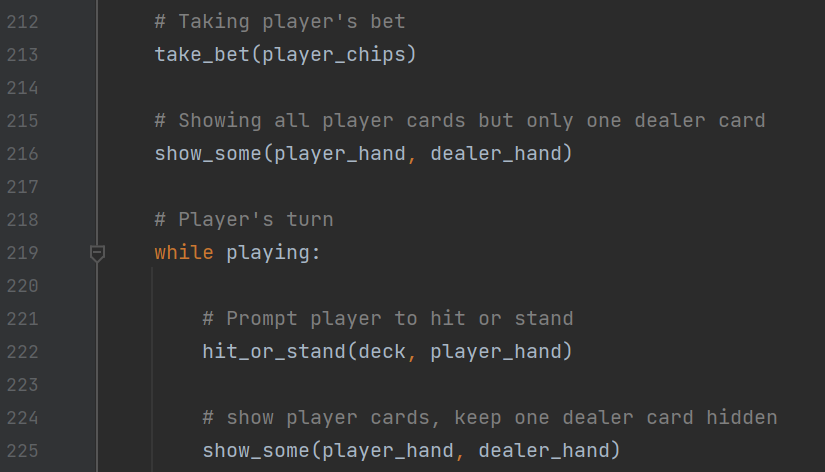 212 # Taking player's bet
213 take_bet(player_chips)
214
215 # Showing all player cards but only one dealer card
216 show_some(player_hand, dealer_hand)
217
218 # Player's turn
219 while playing:
220
221 # Prompt player to hit or stand
222 hit_or_stand(deck, player_hand)
223
224 # show player cards, keep one dealer card hidden
225 show_some(player_hand, dealer_hand)